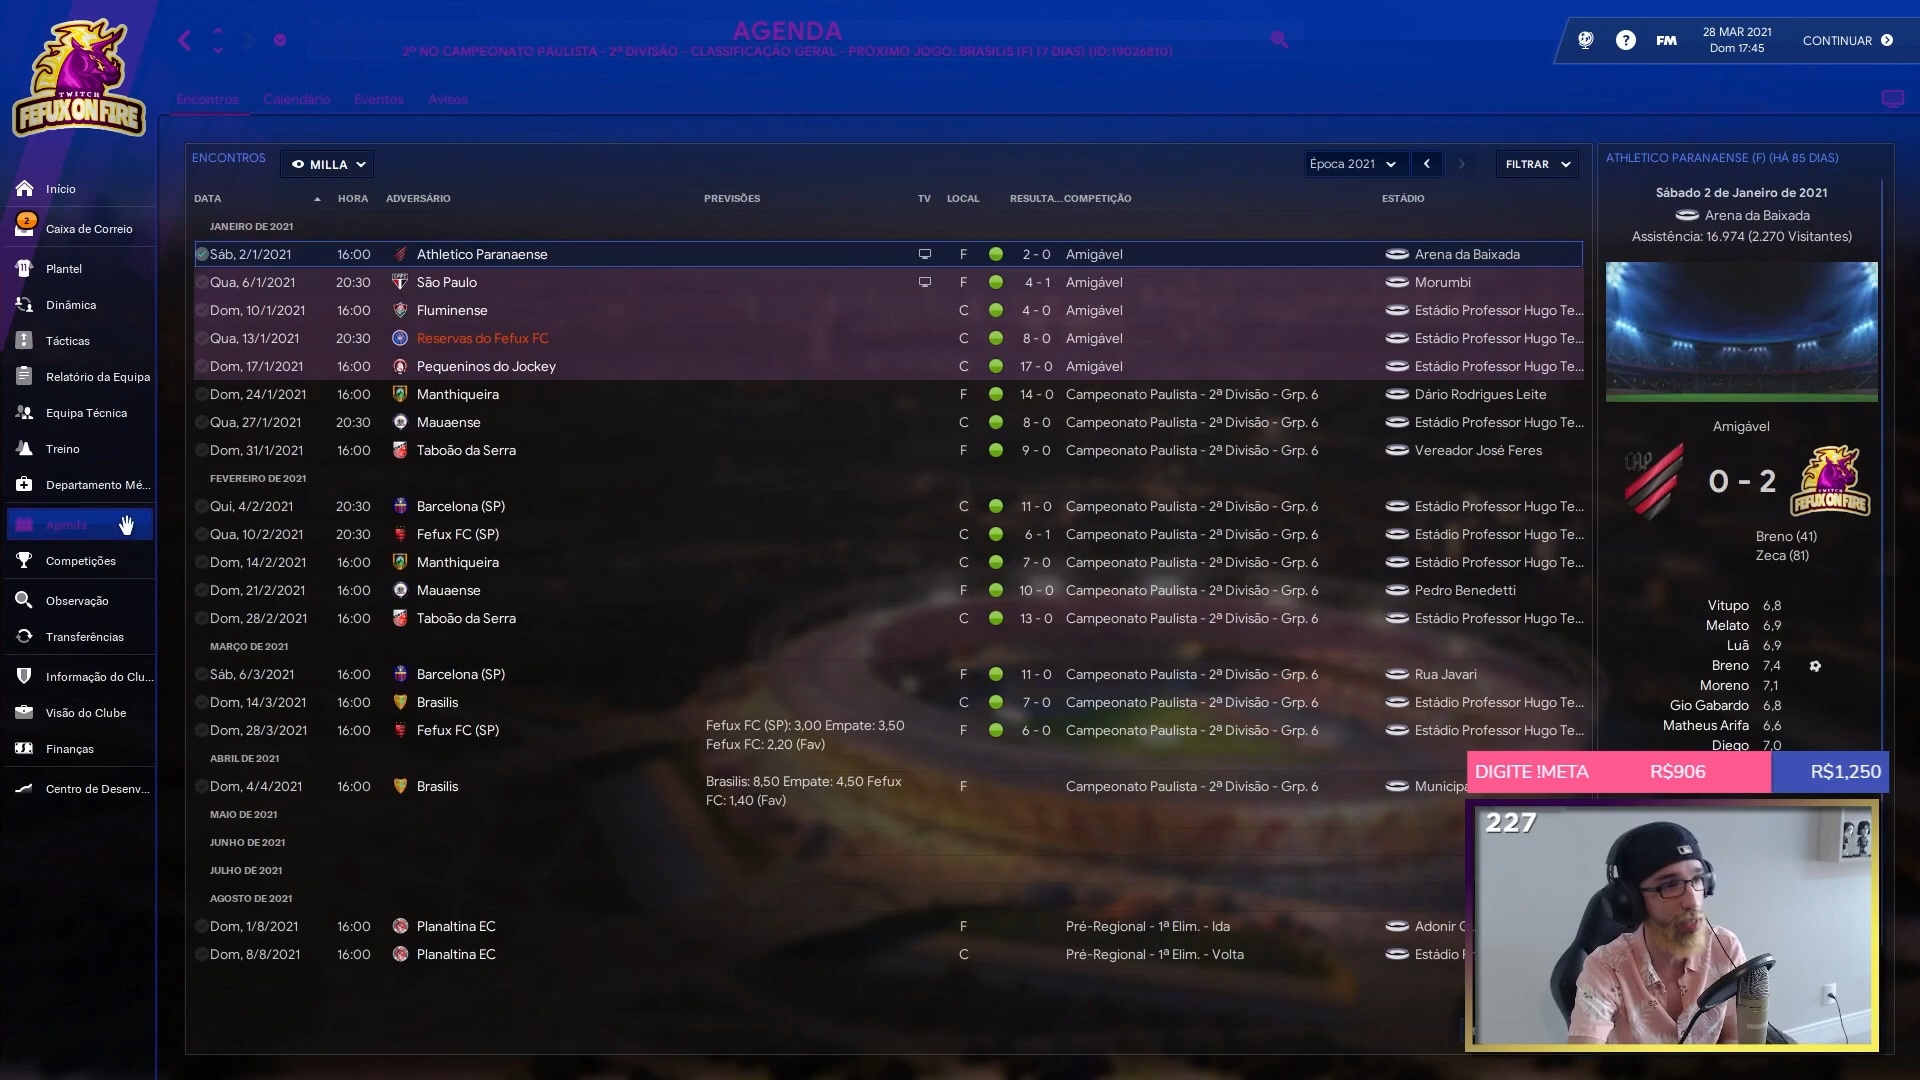 AGENDA
2º NO CAMPEONATO PAULISTA - 2ª DIVISÃO - CLASSIFICAÇÃO GERAL - PRÓXIMO JOGO: BRASILIS (F) (7 DIAS) (ID:19026810)
28 MAR 2021
Dom 17:45
FM
CONTINUAR
TWITCH
FEFUX ON FIRE
Encontros Calendário Eventos Avisos
Início
2
Caixa de Correio
11
Plantel
Dinâmica
Tácticas
Relatório da Equipa
Equipa Técnica
Treino
Departamento Mé...
Agenda
Competições
Observação
Transferências
Informação do Clu...
Visão do Clube
Finanças
Centro de Desenv...
ENCONTROS MILLA Época 2021 FILTRAR
DATA HORA ADVERSÁRIO PREVISÕES TV LOCAL RESULTA... COMPETIÇÃO ESTÁDIO
JANEIRO DE 2021
Sáb, 2/1/2021 16:00 Athletico Paranaense F 2 - 0 Amigável Arena da Baixada
Qua, 6/1/2021 20:30 São Paulo F 4 - 1 Amigável Morumbi
Dom, 10/1/2021 16:00 Fluminense C 4 - 0 Amigável Estádio Professor Hugo Te...
Qua, 13/1/2021 20:30 Reservas do Fefux FC C 8 - 0 Amigável Estádio Professor Hugo Te...
Dom, 17/1/2021 16:00 Pequeninos do Jockey C 17 - 0 Amigável Estádio Professor Hugo Te...
Dom, 24/1/2021 16:00 Manthiqueira F 14 - 0 Campeonato Paulista - 2ª Divisão - Grp. 6 Dário Rodrigues Leite
Qua, 27/1/2021 20:30 Mauaense C 8 - 0 Campeonato Paulista - 2ª Divisão - Grp. 6 Estádio Professor Hugo Te...
Dom, 31/1/2021 16:00 Taboão da Serra F 9 - 0 Campeonato Paulista - 2ª Divisão - Grp. 6 Vereador José Feres
FEVEREIRO DE 2021
Qui, 4/2/2021 20:30 Barcelona (SP) C 11 - 0 Campeonato Paulista - 2ª Divisão - Grp. 6 Estádio Professor Hugo Te...
Qua, 10/2/2021 20:30 Fefux FC (SP) C 6 - 1 Campeonato Paulista - 2ª Divisão - Grp. 6 Estádio Professor Hugo Te...
Dom, 14/2/2021 16:00 Manthiqueira C 7 - 0 Campeonato Paulista - 2ª Divisão - Grp. 6 Estádio Professor Hugo Te...
Dom, 21/2/2021 16:00 Mauaense F 10 - 0 Campeonato Paulista - 2ª Divisão - Grp. 6 Pedro Benedetti
Dom, 28/2/2021 16:00 Taboão da Serra C 13 - 0 Campeonato Paulista - 2ª Divisão - Grp. 6 Estádio Professor Hugo Te...
MARÇO DE 2021
Sáb, 6/3/2021 16:00 Barcelona (SP) F 11 - 0 Campeonato Paulista - 2ª Divisão - Grp. 6 Rua Javari
Dom, 14/3/2021 16:00 Brasilis C 7 - 0 Campeonato Paulista - 2ª Divisão - Grp. 6 Estádio Professor Hugo Te...
Dom, 28/3/2021 16:00 Fefux FC (SP) Fefux FC (SP): 3,00 Empate: 3,50 Fefux FC: 2,20 (Fav) F 6 - 0 Campeonato Paulista - 2ª Divisão - Grp. 6 Estádio Professor Hugo Te...
ABRIL DE 2021
Dom, 4/4/2021 16:00 Brasilis Brasilis: 8,50 Empate: 4,50 Fefux FC: 1,40 (Fav) F Campeonato Paulista - 2ª Divisão - Grp. 6 Municipa
MAIO DE 2021
JUNHO DE 2021
JULHO DE 2021
AGOSTO DE 2021
Dom, 1/8/2021 16:00 Planaltina EC F Pré-Regional - 1ª Elim. - Ida Adonir
Dom, 8/8/2021 16:00 Planaltina EC C Pré-Regional - 1ª Elim. - Volta Estádio
ATHLETICO PARANAENSE (F) (HÁ 85 DIAS)
Sábado 2 de Janeiro de 2021
Arena da Baixada
Assistência: 16.974 (2.270 Visitantes)
Amigável
CAP
0 - 2
TWITCH
FEFUX ON FIRE
Breno (41)
Zeca (81)
Vitupo 6,8
Melato 6,9
Luã 6,9
Breno 7,4
Moreno 7,1
Gio Gabardo 6,8
Matheus Arifa 6,6
Diego 7,0
DIGITE !META R$906 R$1,250
227